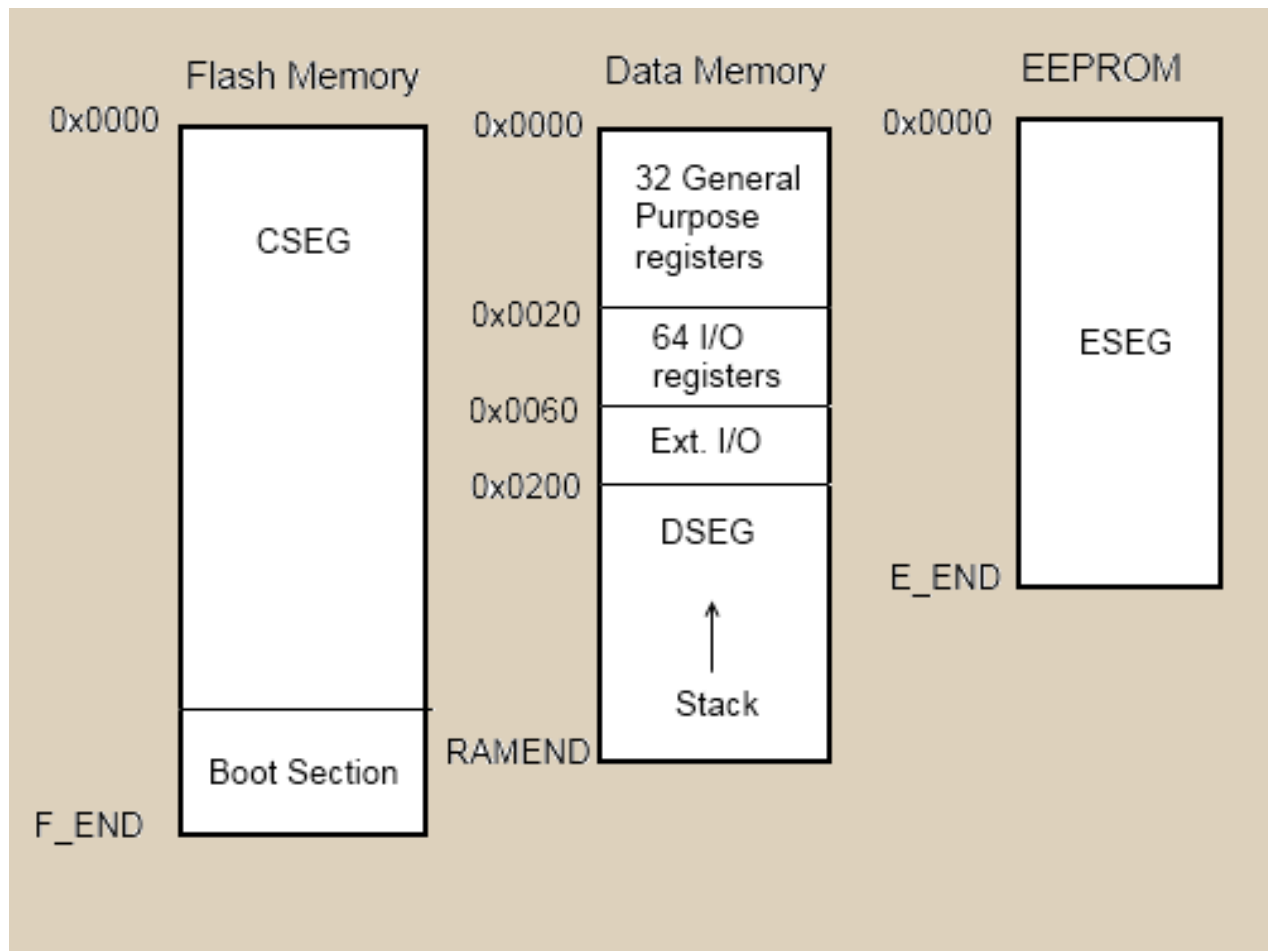 Flash Memory
0x0000
CSEG
Boot Section
F_END
Data Memory
0x0000
32 General
Purpose
registers
0x0020
64 I/O
registers
0x0060
Ext. I/O
0x0200
DSEG
Stack
RAMEND
EEPROM
0x0000
ESEG
E_END